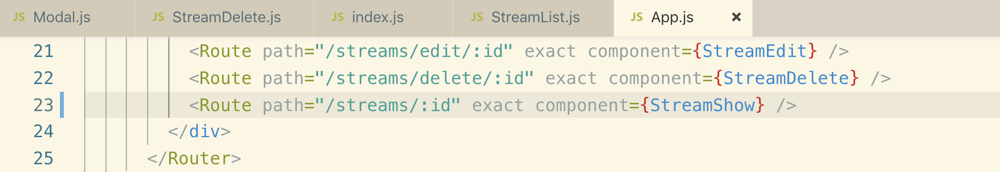 JS Modal.js JS StreamDelete.js JS index.js JS StreamList.js JS App.js ✖
21 <Route path="/streams/edit/:id" exact component={StreamEdit} />
22 <Route path="/streams/delete/:id" exact component={StreamDelete} />
23 <Route path="/streams/:id" exact component={StreamShow} />
24 </div>
25 </Router>